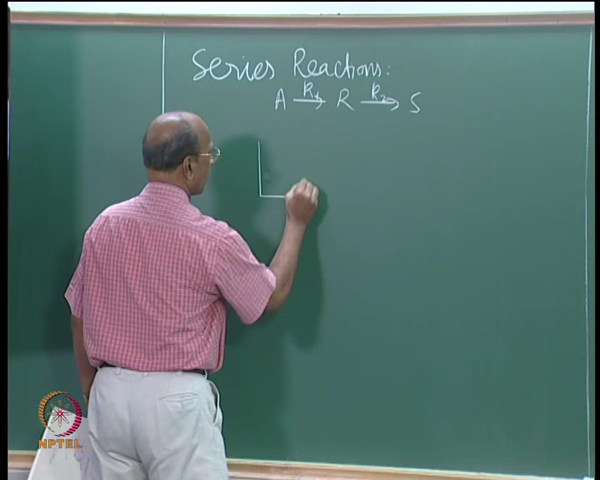 Series Reactions:
A →k₁ R →k₂ S
NPTEL